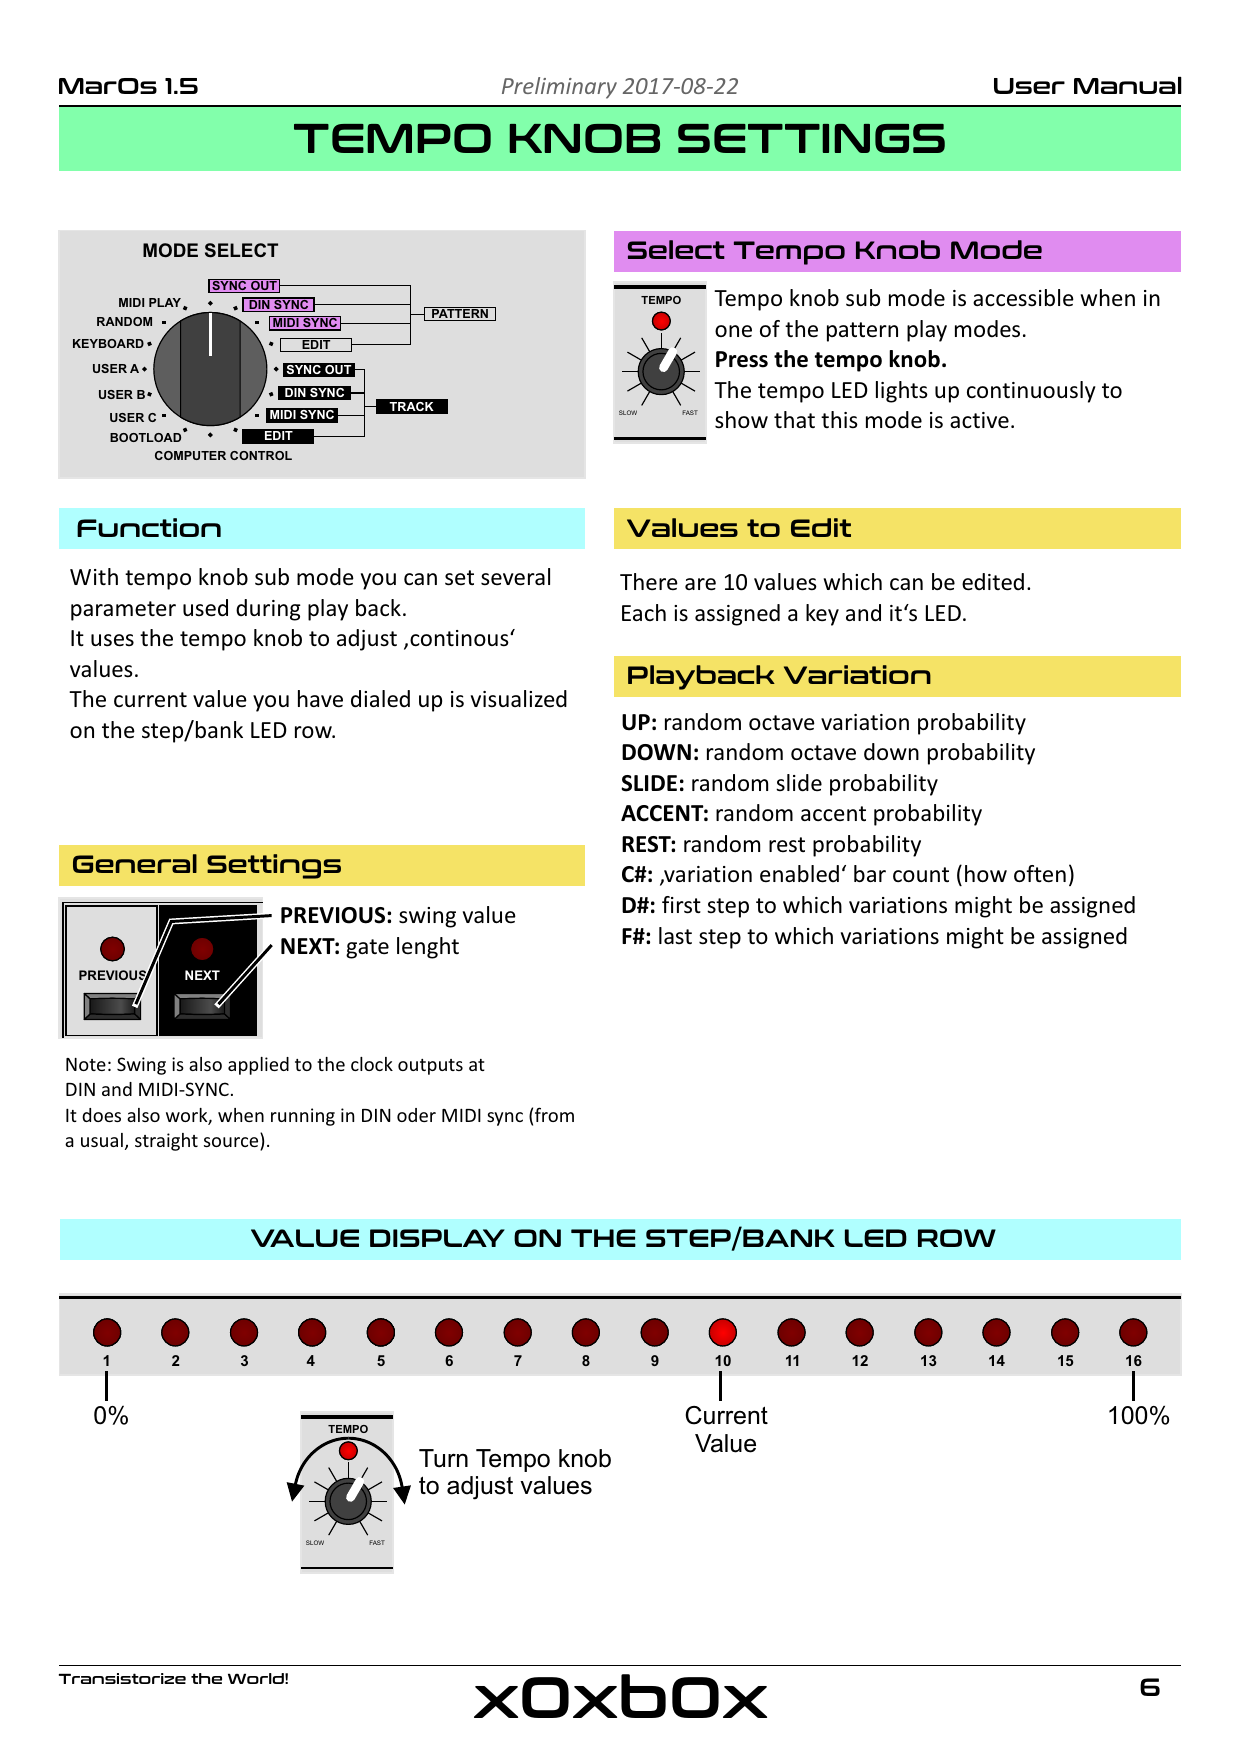 MarOs 1.5
Preliminary 2017-08-22
User Manual
TEMPO KNOB SETTINGS
MODE SELECT
SYNC OUT
MIDI PLAY
DIN SYNC
RANDOM
MIDI SYNC
PATTERN
KEYBOARD
EDIT
USER A
SYNC OUT
USER B
DIN SYNC
TRACK
USER C
MIDI SYNC
BOOTLOAD
EDIT
COMPUTER CONTROL
Select Tempo Knob Mode
TEMPO
SLOW
FAST
Tempo knob sub mode is accessible when in
one of the pattern play modes.
Press the tempo knob.
The tempo LED lights up continuously to
show that this mode is active.
Function
With tempo knob sub mode you can set several
parameter used during play back.
It uses the tempo knob to adjust ‚continous‘
values.
The current value you have dialed up is visualized
on the step/bank LED row.
Values to Edit
There are 10 values which can be edited.
Each is assigned a key and it‘s LED.
Playback Variation
UP: random octave variation probability
DOWN: random octave down probability
SLIDE: random slide probability
ACCENT: random accent probability
REST: random rest probability
C#: ‚variation enabled‘ bar count (how often)
D#: first step to which variations might be assigned
F#: last step to which variations might be assigned
General Settings
PREVIOUS
NEXT
PREVIOUS: swing value
NEXT: gate lenght
Note: Swing is also applied to the clock outputs at
DIN and MIDI-SYNC.
It does also work, when running in DIN oder MIDI sync (from
a usual, straight source).
VALUE DISPLAY ON THE STEP/BANK LED ROW
1 2 3 4 5 6 7 8 9 10 11 12 13 14 15 16
0%
Current
Value
100%
TEMPO
SLOW
FAST
Turn Tempo knob
to adjust values
Transistorize the World!
x0xb0x
6